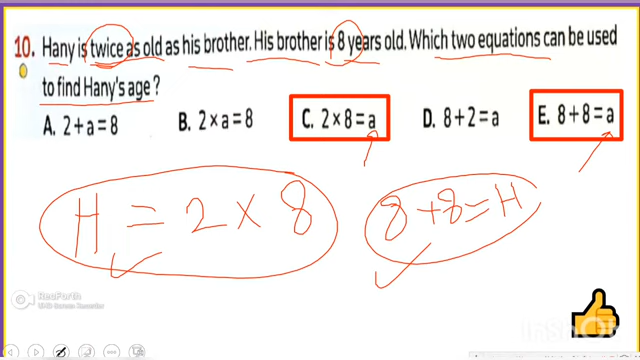 10. Hany is twice as old as his brother. His brother is 8 years old. Which two equations can be used
to find Hany's age?
A. 2+a=8 B. 2×a=8 C. 2×8=a D. 8+2=a E. 8+8=a
H = 2 × 8 8+8=H